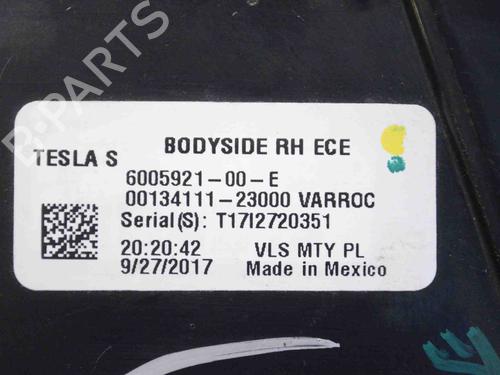 BODYSIDE RH ECE
TESLA S
6005921-00-E
00134111-23000 VARROC
Serial(S): T17I2720351
20:20:42 VLS MTY PL
9/27/2017 Made in Mexico
B-PARTS